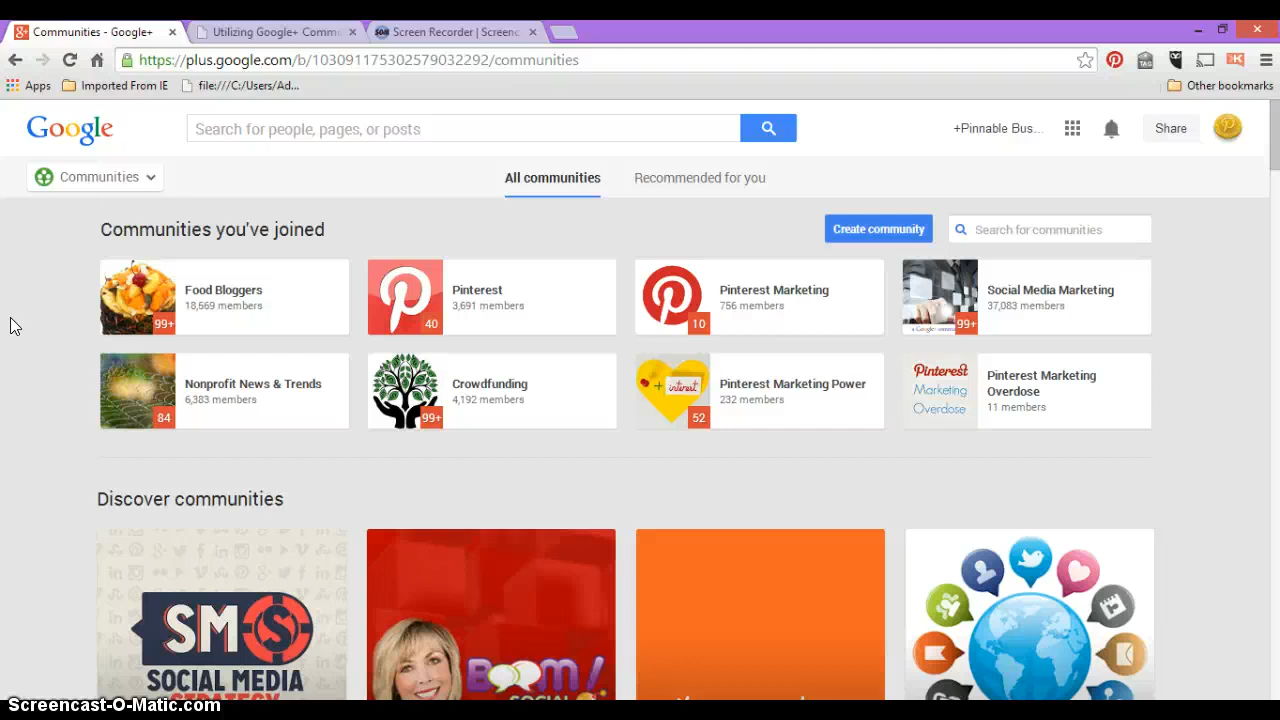 Communities - Google+
Utilizing Google+ Comm
Screen Recorder | Screenc
https://plus.google.com/b/103091175302579032292/communities
Apps
Imported From IE
file:///C:/Users/Ad...
Other bookmarks
Google
Search for people, pages, or posts
+Pinnable Bus...
Share
Communities
All communities
Recommended for you
Communities you've joined
Create community
Search for communities
Food Bloggers
18,669 members
99+
Pinterest
3,691 members
40
Pinterest Marketing
756 members
10
Social Media Marketing
37,083 members
99+
Nonprofit News & Trends
6,383 members
84
Crowdfunding
4,192 members
99+
+ interest
Pinterest Marketing Power
232 members
52
Pinterest
Marketing
Overdose
Pinterest Marketing
Overdose
11 members
Discover communities
SMS
SOCIAL MEDIA
STRATEGY
BOOM!
SOCIAL
Screencast-O-Matic.com